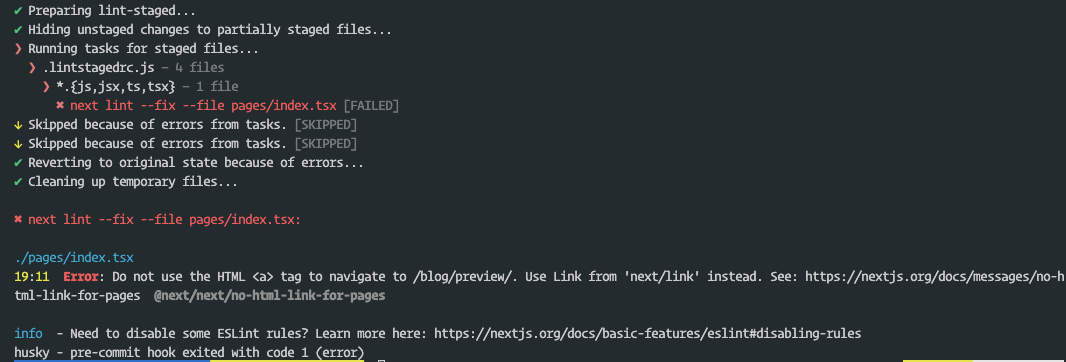 ✔ Preparing lint-staged...
✔ Hiding unstaged changes to partially staged files...
❯ Running tasks for staged files...
❯ .lintstagedrc.js — 4 files
❯ *.{js,jsx,ts,tsx} — 1 file
✖ next lint --fix --file pages/index.tsx [FAILED]
↓ Skipped because of errors from tasks. [SKIPPED]
↓ Skipped because of errors from tasks. [SKIPPED]
✔ Reverting to original state because of errors...
✔ Cleaning up temporary files...
✖ next lint --fix --file pages/index.tsx:
./pages/index.tsx
19:11  Error: Do not use the HTML <a> tag to navigate to /blog/preview/. Use Link from 'next/link' instead. See: https://nextjs.org/docs/messages/no-h
tml-link-for-pages  @next/next/no-html-link-for-pages
info  - Need to disable some ESLint rules? Learn more here: https://nextjs.org/docs/basic-features/eslint#disabling-rules
husky - pre-commit hook exited with code 1 (error)